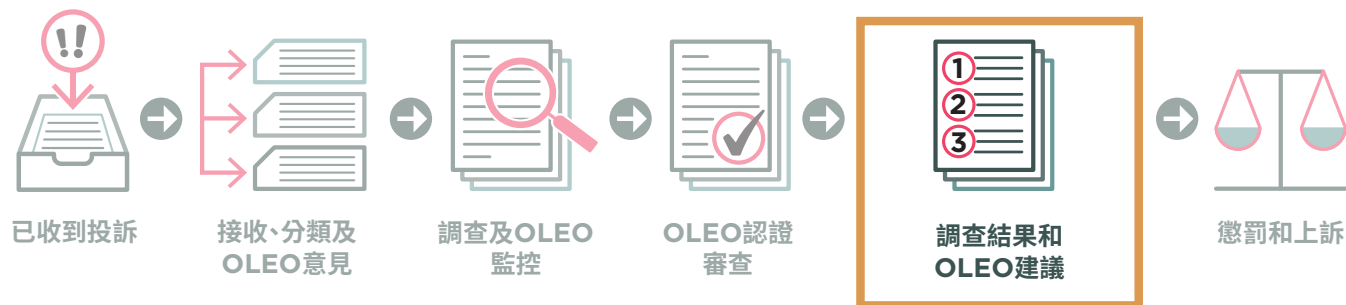 !!
1
2
3
已收到投訴
接收、分類及
OLEO意見
調查及OLEO
監控
OLEO認證
審查
調查結果和
OLEO建議
懲罰和上訴